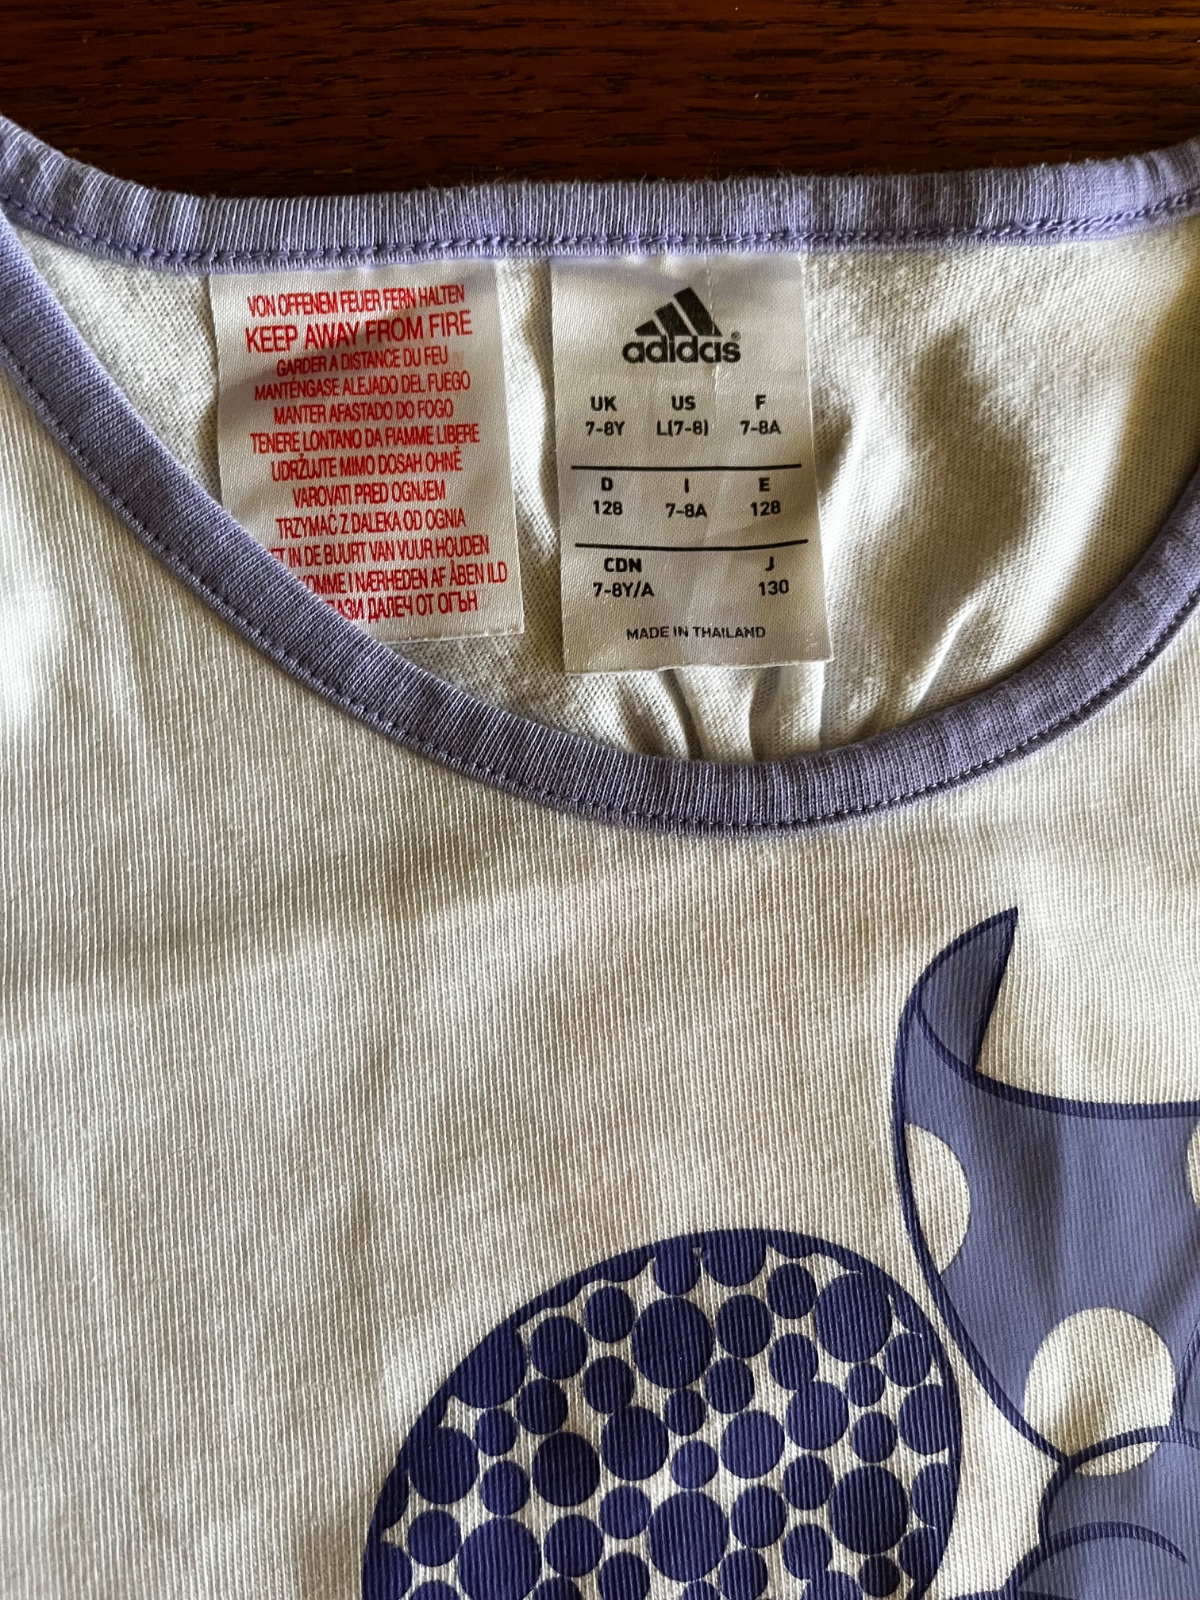 VON OFFENEM FEUER FERN HALTEN
KEEP AWAY FROM FIRE
GARDER A DISTANCE DU FEU
MANTÉNGASE ALEJADO DEL FUEGO
MANTER AFASTADO DO FOGO
TENERE LONTANO DA FIAMME LIBERE
UDRŽUJTE MIMO DOSAH OHNĚ
VAROVATI PRED OGNJEM
TRZYMAĆ Z DALEKA OD OGNIA
IN DE BUURT VAN VUUR HOUDEN
I NÆRHEDEN AF ÅBEN ILD
ДАЛЕЧ ОТ ОГЪН
adidas®
UK US F
7-8Y L(7-8) 7-8A
D I E
128 7-8A 128
CDN J
7-8Y/A 130
MADE IN THAILAND